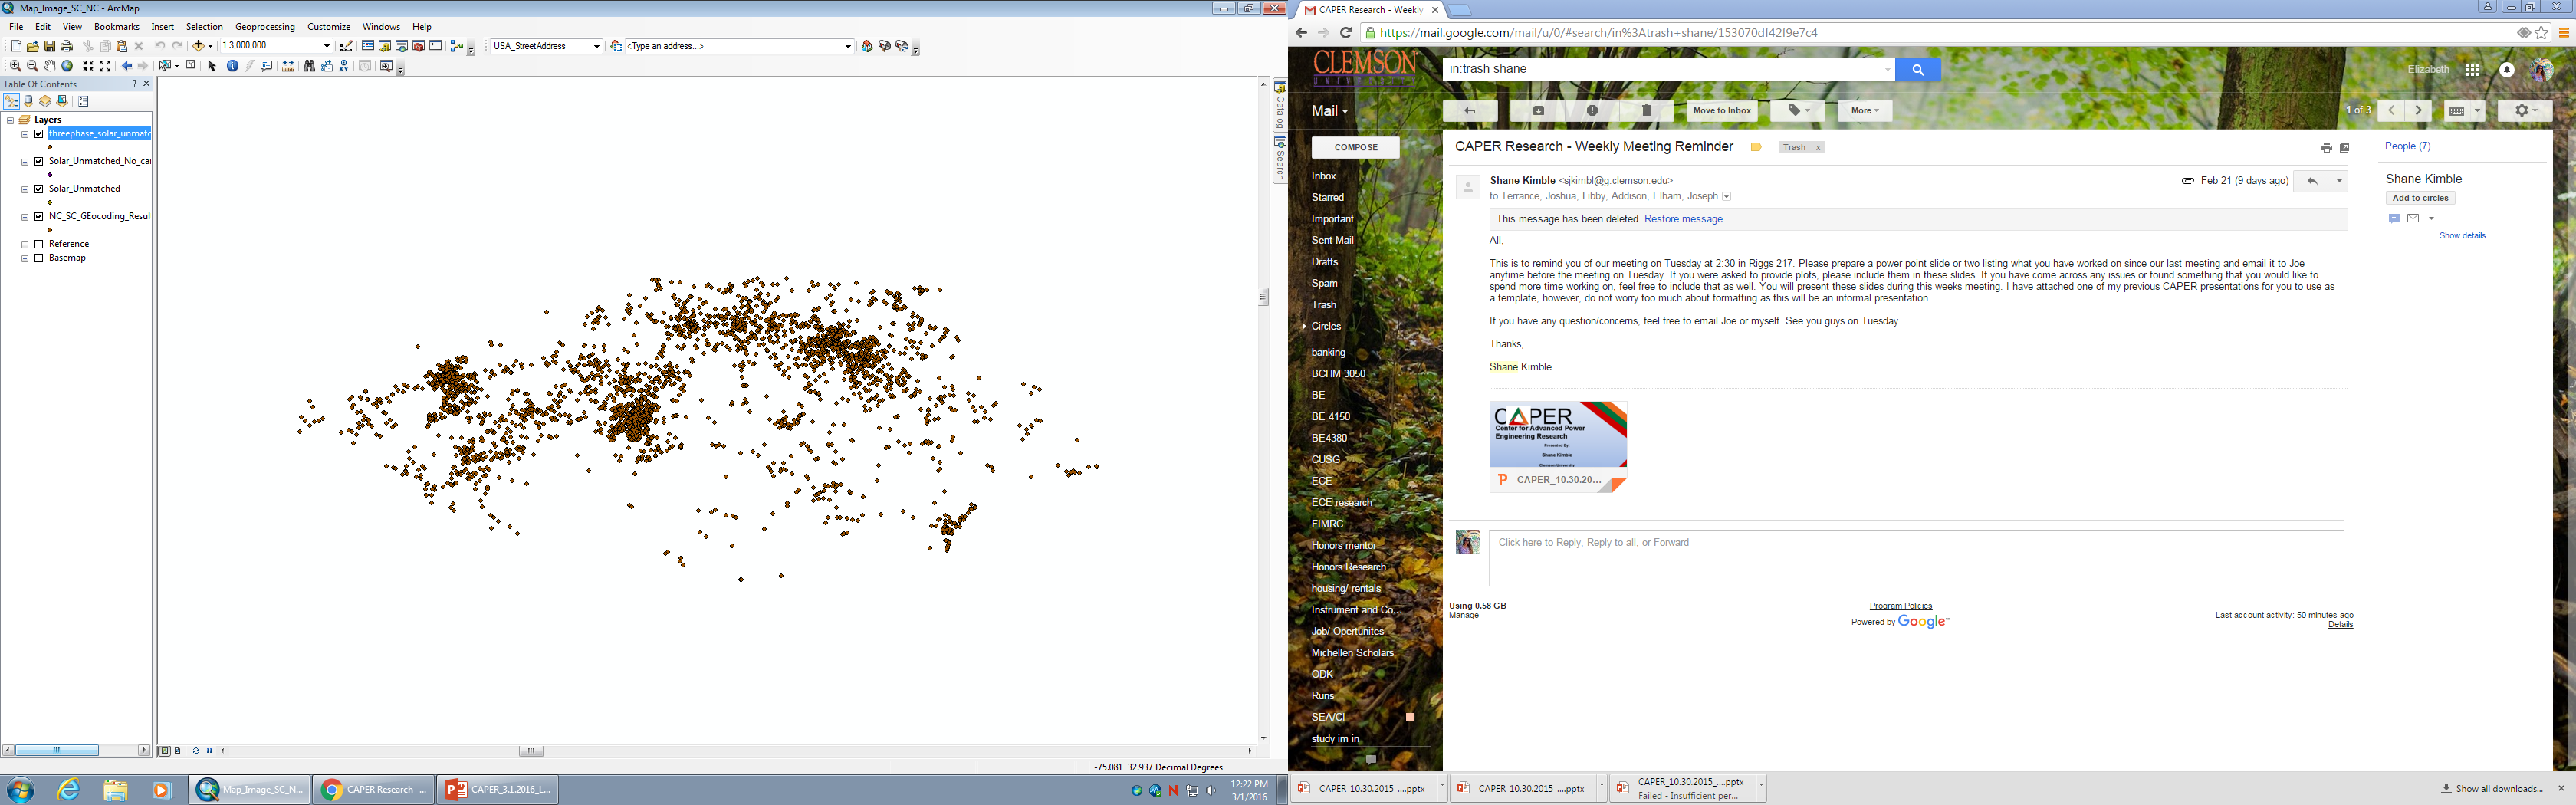 Map_Image_SC_NC - ArcMap
File Edit View Bookmarks Insert Selection Geoprocessing Customize Windows Help
1:3,000,000
USA_StreetAddress
<Type an address...>
Table Of Contents
Layers
threephase_solar_unmatc
Solar_Unmatched_No_ca
Solar_Unmatched
NC_SC_GEocoding_Resul
Reference
Basemap
Catalog
Search
-75.081 32.937 Decimal Degrees
Map_Image_SC_N...
CAPER Research -...
CAPER_3.1.2016_L...
12:22 PM
3/1/2016
CAPER Research - Weekly
https://mail.google.com/mail/u/0/#search/in%3Atrash+shane/153070df42f9e7c4
CLEMSON
in:trash shane
Elizabeth
Mail
Move to Inbox
More
1 of 3
COMPOSE
Inbox
Starred
Important
Sent Mail
Drafts
Spam
Trash
Circles
banking
BCHM 3050
BE
BE 4150
BE4380
CUSG
ECE
ECE research
FIMRC
Honors mentor
Honors Research
housing/ rentals
Instrument and Co...
Job/ Opertunites
Michellen Scholars...
ODK
Runs
SEA/CI
study im in
CAPER Research - Weekly Meeting Reminder
Trash x
Shane Kimble <sjkimbl@g.clemson.edu>
Feb 21 (9 days ago)
to Terrance, Joshua, Libby, Addison, Elham, Joseph
This message has been deleted. Restore message
All,
This is to remind you of our meeting on Tuesday at 2:30 in Riggs 217. Please prepare a power point slide or two listing what you have worked on since our last meeting and email it to Joe
anytime before the meeting on Tuesday. If you were asked to provide plots, please include them in these slides. If you have come across any issues or found something that you would like to
spend more time working on, feel free to include that as well. You will present these slides during this weeks meeting. I have attached one of my previous CAPER presentations for you to use as
a template, however, do not worry too much about formatting as this will be an informal presentation.
If you have any question/concerns, feel free to email Joe or myself. See you guys on Tuesday.
Thanks,
Shane Kimble
CAPER
Center for Advanced Power
Engineering Research
Presented By:
Shane Kimble
Clemson University
P CAPER_10.30.20...
Click here to Reply, Reply to all, or Forward
Using 0.58 GB
Manage
Program Policies
Powered by Google™
Last account activity: 50 minutes ago
Details
People (7)
Shane Kimble
Add to circles
Show details
CAPER_10.30.2015_....pptx
CAPER_10.30.2015_....pptx
CAPER_10.30.2015_....pptx
Failed - Insufficient per...
Show all downloads...